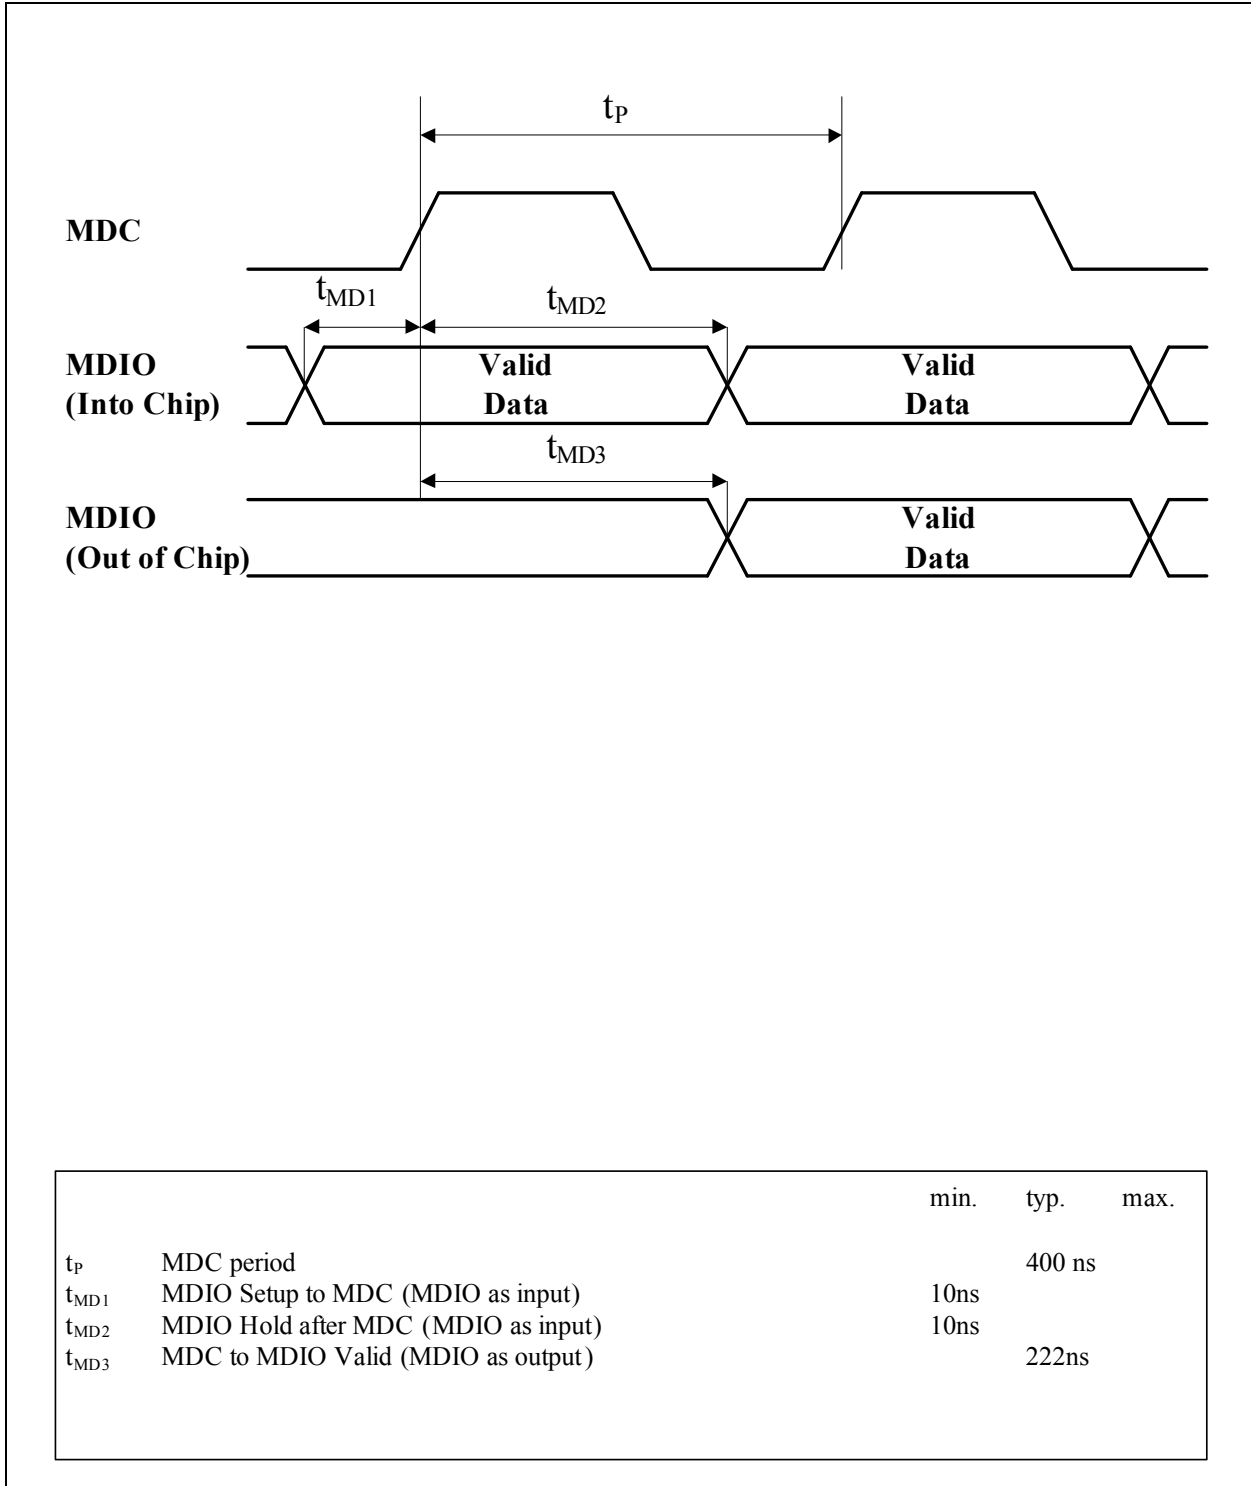 tP
MDC
tMD1
tMD2
MDIO
(Into Chip)
Valid
Data
Valid
Data
tMD3
MDIO
(Out of Chip)
Valid
Data
min. typ. max.
tP MDC period 400 ns
tMD1 MDIO Setup to MDC (MDIO as input) 10ns
tMD2 MDIO Hold after MDC (MDIO as input) 10ns
tMD3 MDC to MDIO Valid (MDIO as output) 222ns